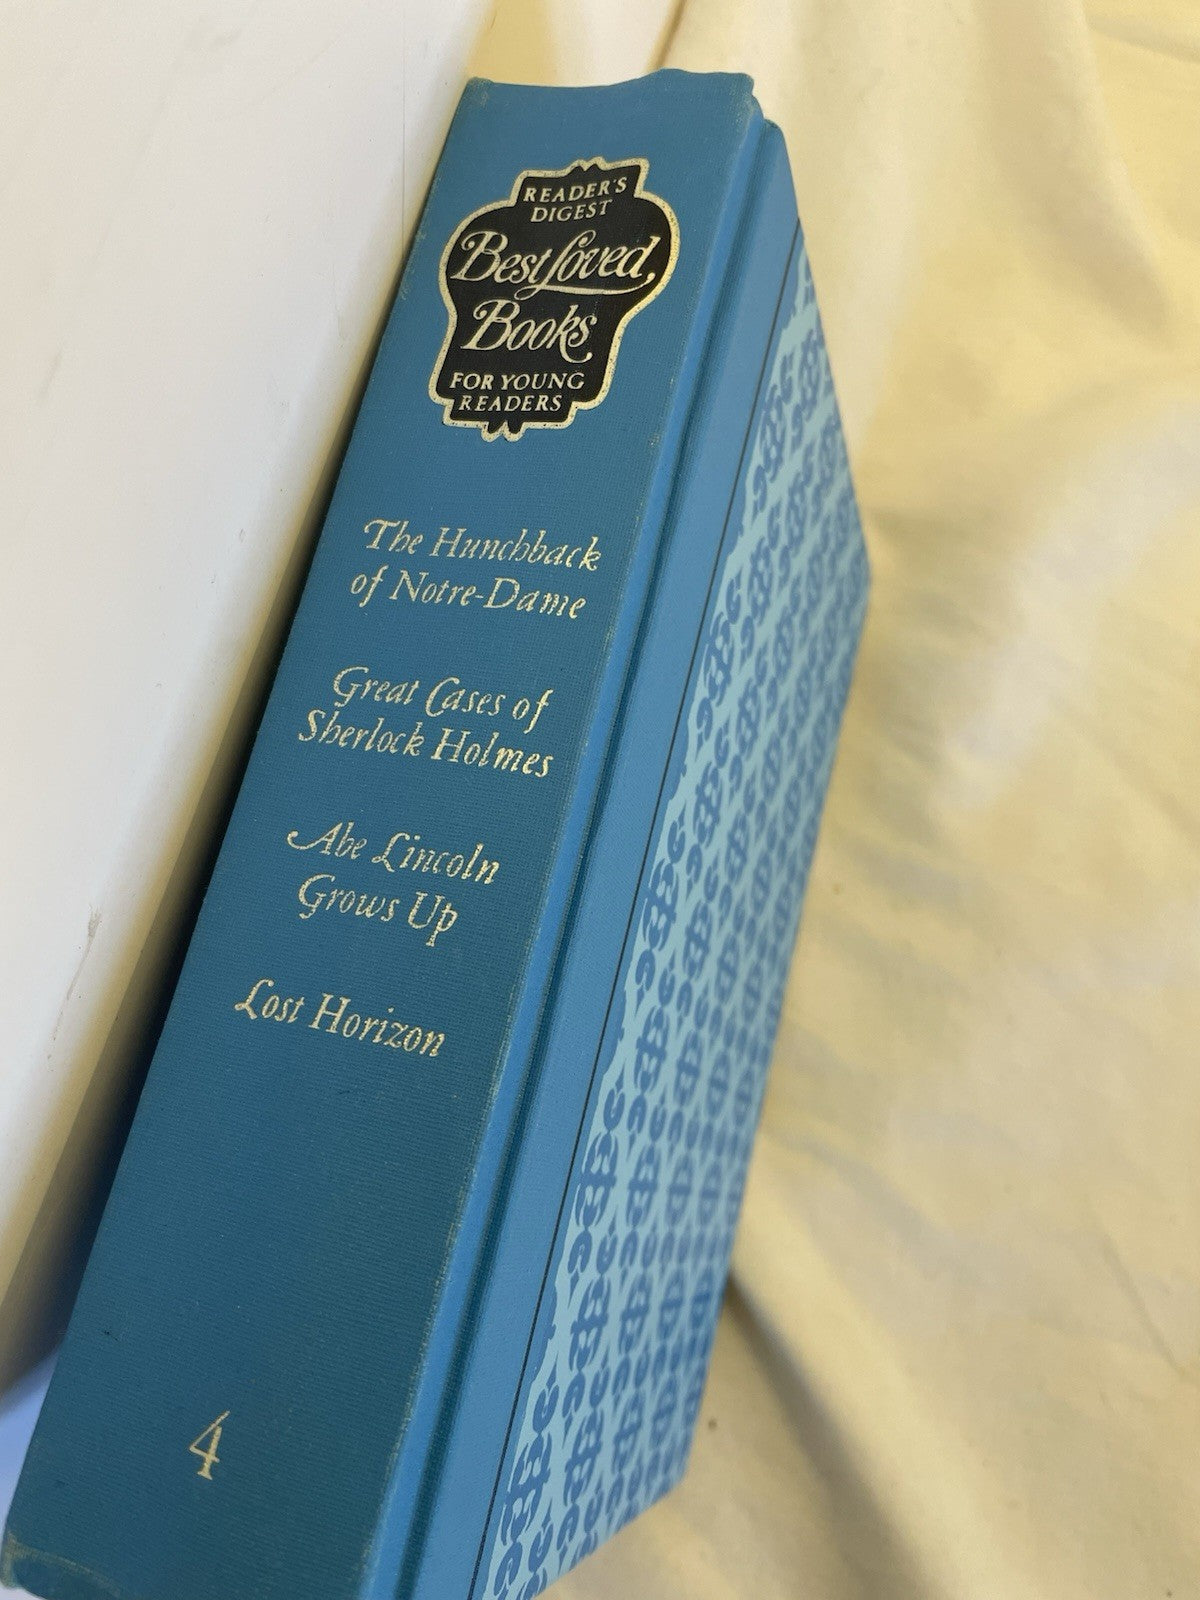 READER'S
DIGEST
Best Loved
Books
FOR YOUNG
READERS
The Hunchback
of Notre-Dame
Great Cases of
Sherlock Holmes
Abe Lincoln
Grows Up
Lost Horizon
4